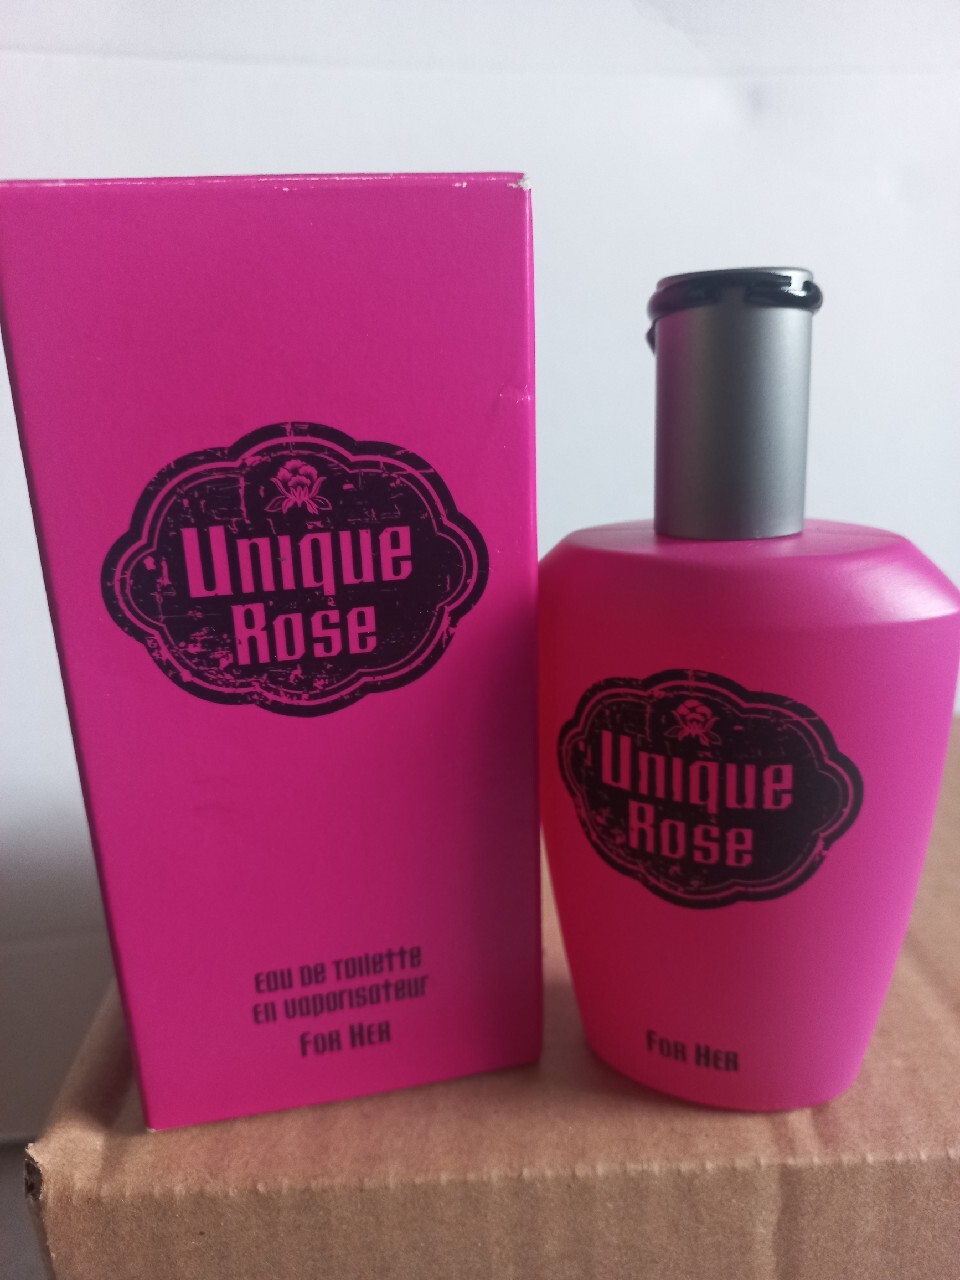 Unique
Rose
Eau de Toilette
en vaporisateur
For Her
Unique
Rose
For Her